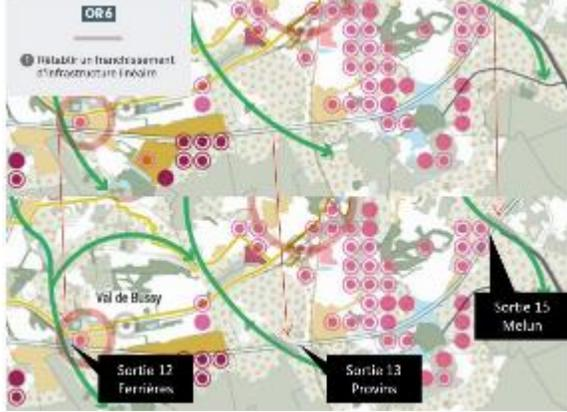 OR6
Rétablir un franchissement
d'infrastructure linéaire
Val de Bussy
Sortie 15
Melun
Sortie 12
Ferrières
Sortie 13
Provins